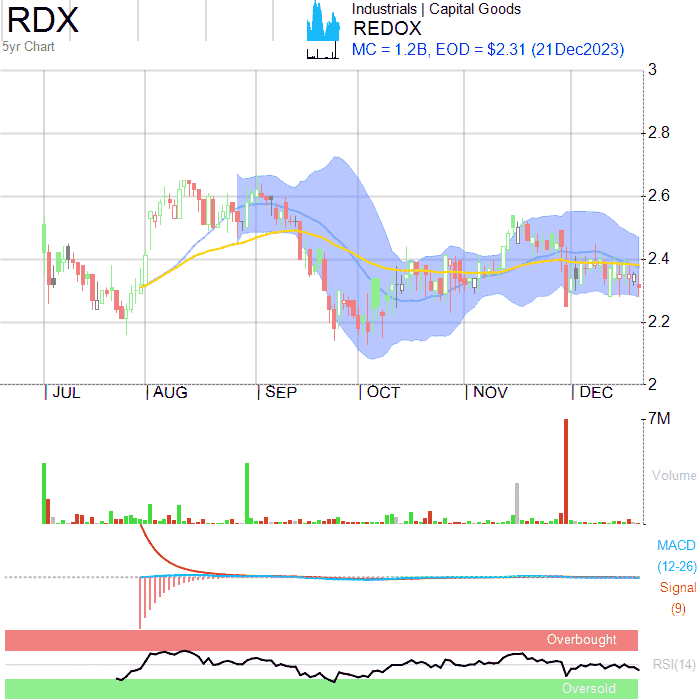 RDX
5yr Chart
Industrials | Capital Goods
REDOX
MC = 1.2B, EOD = $2.31 (21Dec2023)
3
2.8
2.6
2.4
2.2
2
JUL
AUG
SEP
OCT
NOV
DEC
7M
Volume
MACD
(12-26)
Signal
(9)
Overbought
RSI(14)
Oversold